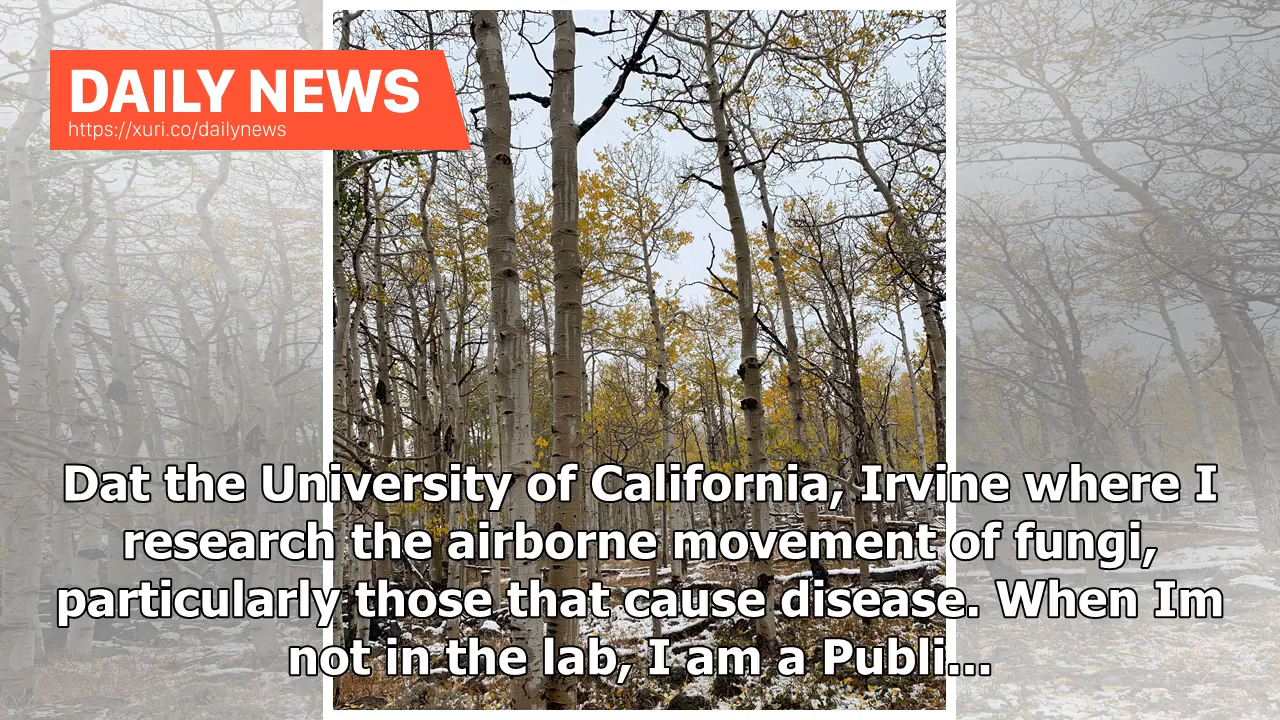 DAILY NEWS
https://xuri.co/dailynews
Dat the University of California, Irvine where I
research the airborne movement of fungi,
particularly those that cause disease. When Im
not in the lab, I am a Publi...